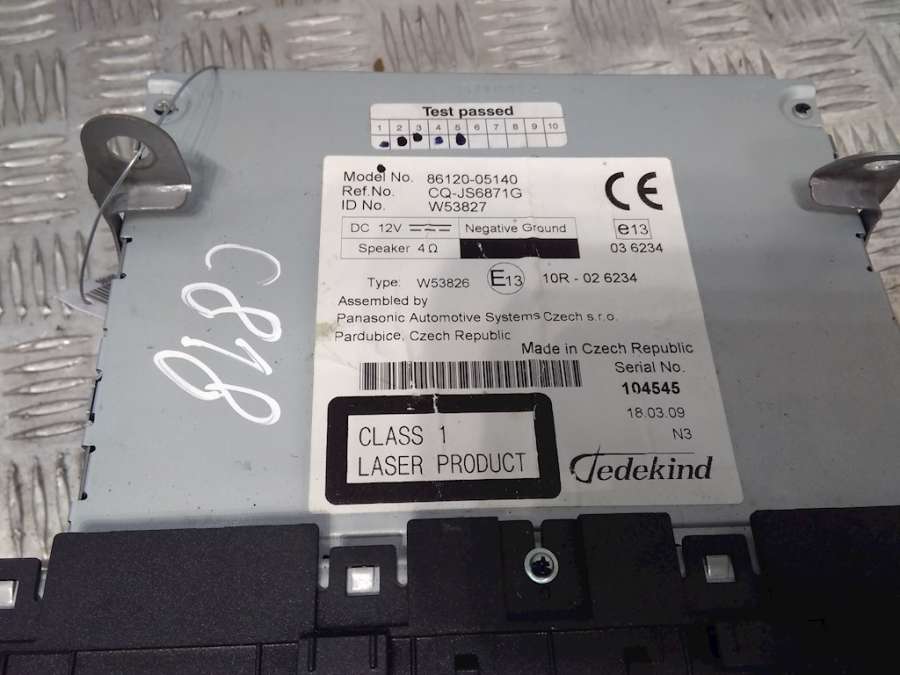 Test passed
1 2 3 4 5 6 7 8 9 10
Model No. 86120-05140
Ref.No. CQ-JS6871G
ID No. W53827
CE
DC 12V Negative Ground
e13
Speaker 4Ω
03 6234
Type: W53826 E13 10R - 02 6234
Assembled by
Panasonic Automotive Systems Czech s.r.o.
Pardubice, Czech Republic
Made in Czech Republic
Serial No.
104545
18.03.09
N3
CLASS 1
LASER PRODUCT
Tedekind
C818